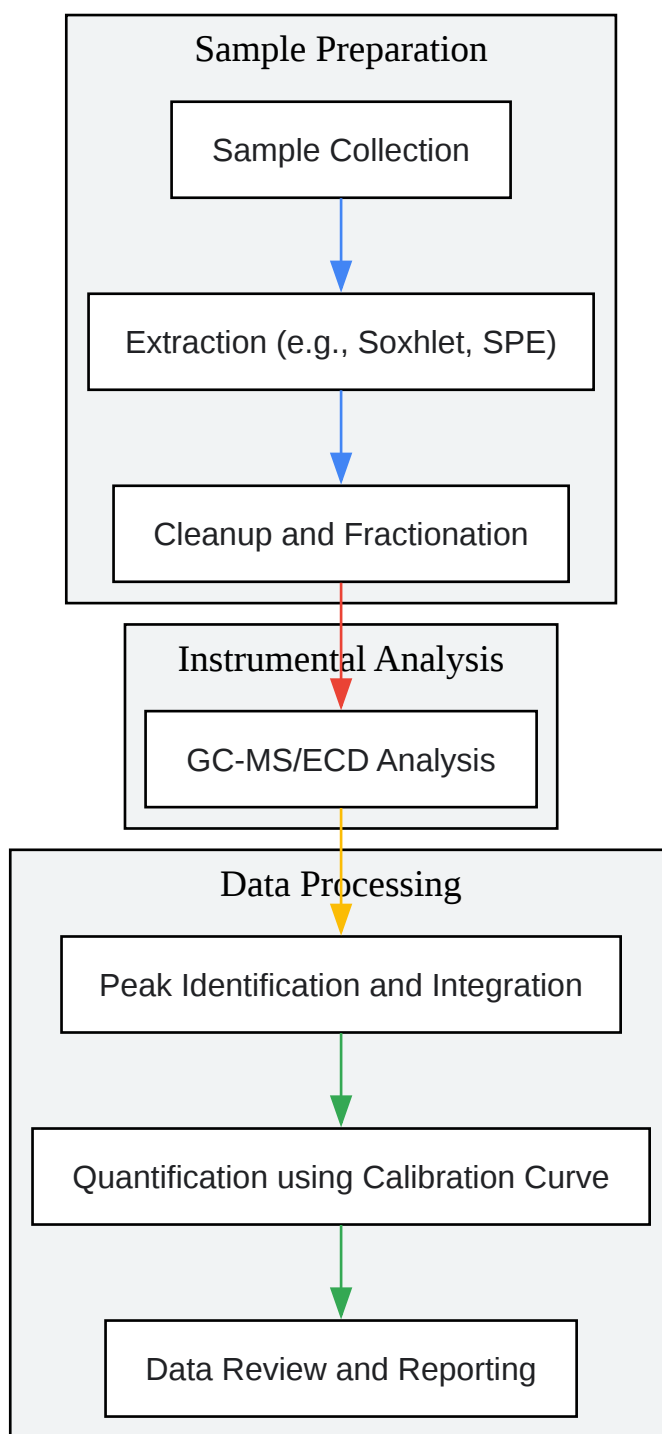 Sample Preparation
Sample Collection
Extraction (e.g., Soxhlet, SPE)
Cleanup and Fractionation
Instrumental Analysis
GC-MS/ECD Analysis
Data Processing
Peak Identification and Integration
Quantification using Calibration Curve
Data Review and Reporting